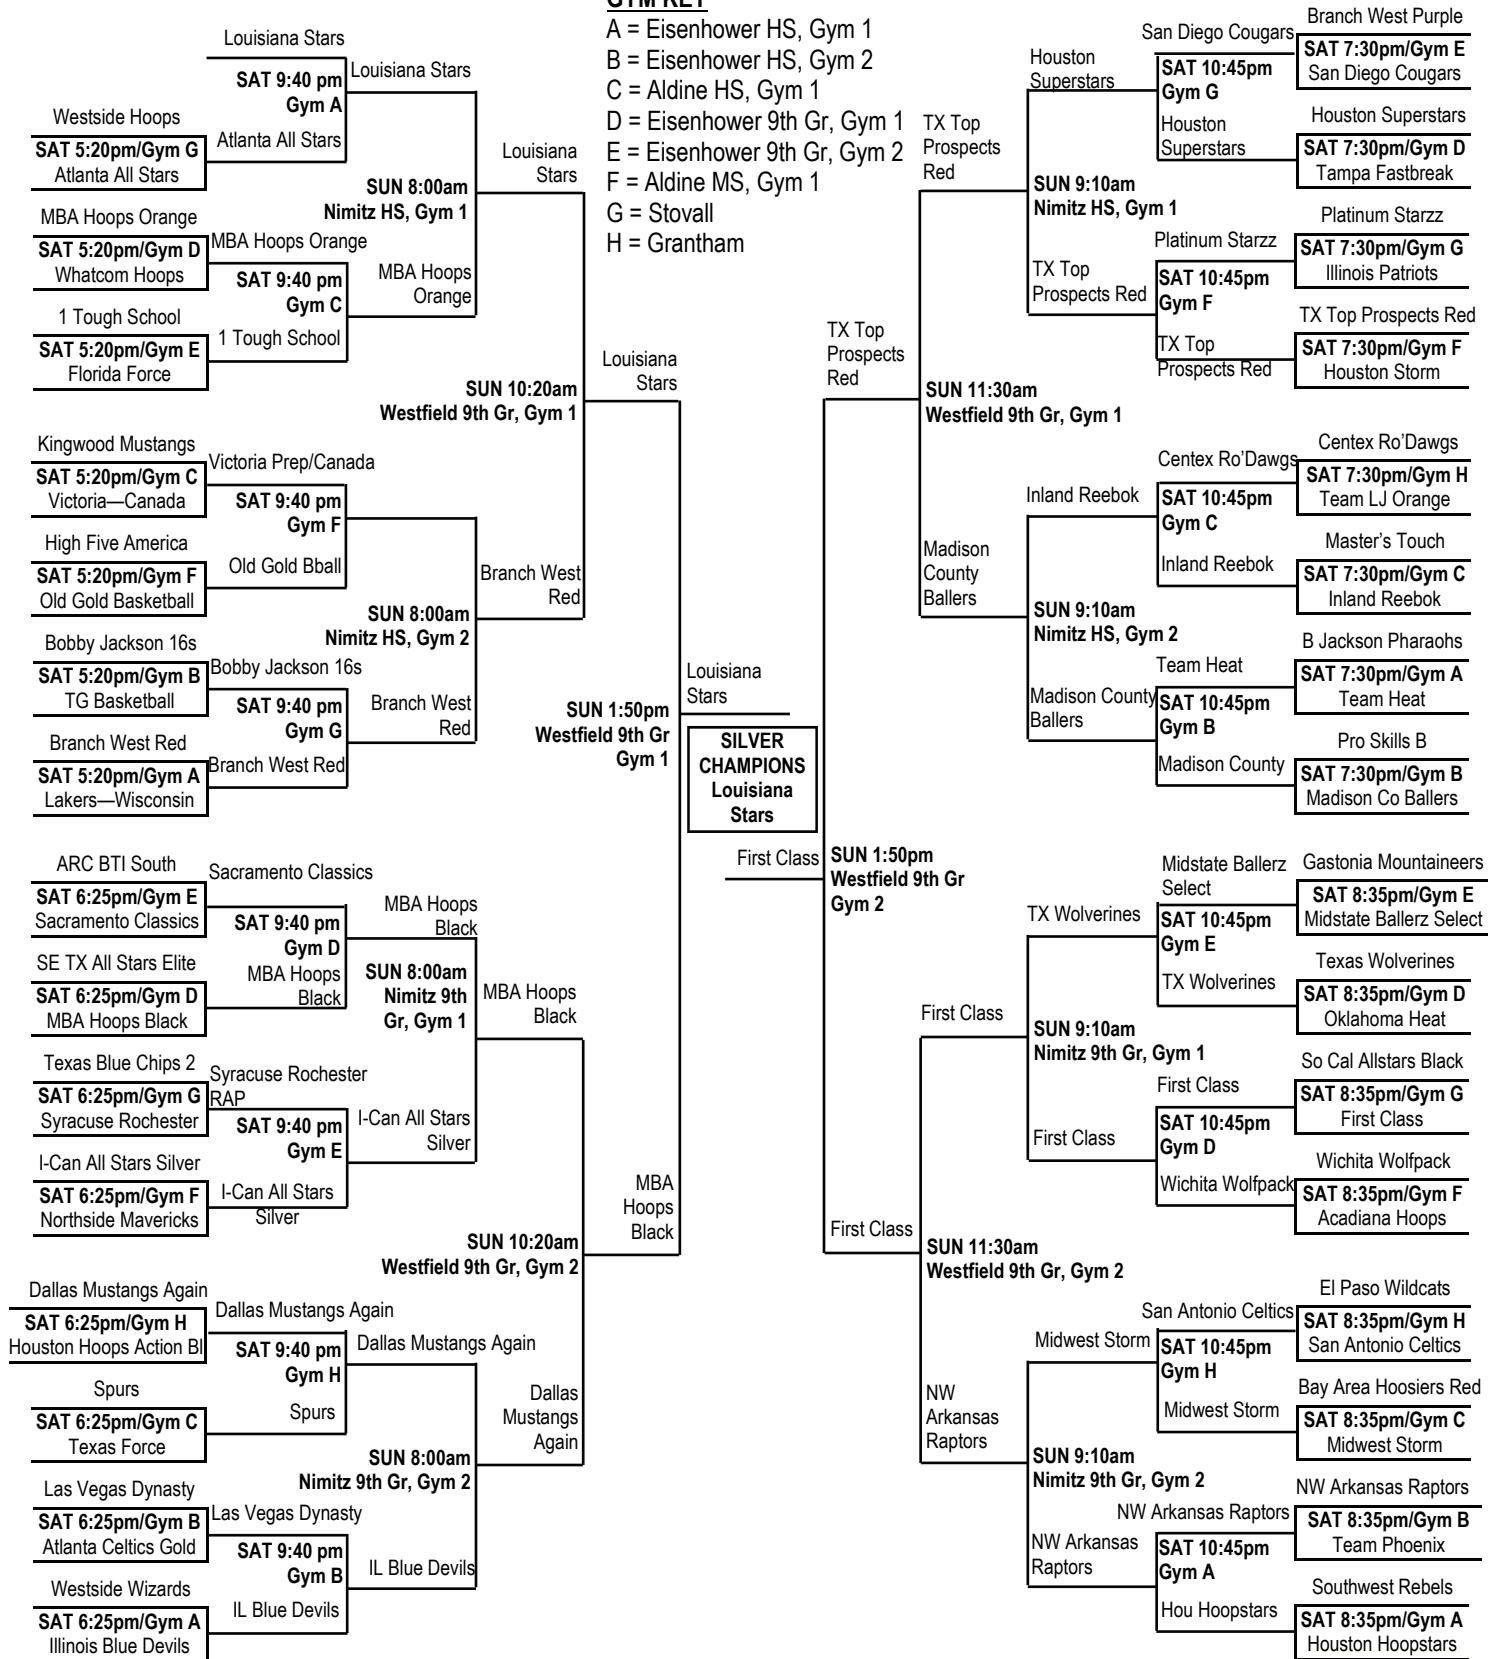 GYM KEY
A = Eisenhower HS, Gym 1
B = Eisenhower HS, Gym 2
C = Aldine HS, Gym 1
D = Eisenhower 9th Gr, Gym 1
E = Eisenhower 9th Gr, Gym 2
F = Aldine MS, Gym 1
G = Stovall
H = Grantham
Louisiana Stars
SAT 9:40 pm
Gym A
Louisiana Stars
Westside Hoops
SAT 5:20pm/Gym G
Atlanta All Stars
Atlanta All Stars
Louisiana
Stars
SUN 8:00am
Nimitz HS, Gym 1
MBA Hoops Orange
SAT 5:20pm/Gym D
Whatcom Hoops
MBA Hoops Orange
SAT 9:40 pm
Gym C
MBA Hoops
Orange
1 Tough School
SAT 5:20pm/Gym E
Florida Force
1 Tough School
Louisiana
Stars
SUN 10:20am
Westfield 9th Gr, Gym 1
Kingwood Mustangs
SAT 5:20pm/Gym C
Victoria—Canada
Victoria Prep/Canada
SAT 9:40 pm
Gym F
High Five America
SAT 5:20pm/Gym F
Old Gold Basketball
Old Gold Bball
Branch West
Red
SUN 8:00am
Nimitz HS, Gym 2
Bobby Jackson 16s
SAT 5:20pm/Gym B
TG Basketball
Bobby Jackson 16s
SAT 9:40 pm
Gym G
Branch West
Red
Branch West Red
SAT 5:20pm/Gym A
Lakers—Wisconsin
Branch West Red
SUN 1:50pm
Westfield 9th Gr
Gym 1
Louisiana
Stars
SILVER
CHAMPIONS
Louisiana
Stars
ARC BTI South
SAT 6:25pm/Gym E
Sacramento Classics
Sacramento Classics
SAT 9:40 pm
Gym D
MBA Hoops
Black
SE TX All Stars Elite
SAT 6:25pm/Gym D
MBA Hoops Black
MBA Hoops
Black
SUN 8:00am
Nimitz 9th
Gr, Gym 1
MBA Hoops
Black
Texas Blue Chips 2
SAT 6:25pm/Gym G
Syracuse Rochester
Syracuse Rochester
RAP
SAT 9:40 pm
Gym E
I-Can All Stars
Silver
I-Can All Stars Silver
SAT 6:25pm/Gym F
Northside Mavericks
I-Can All Stars
Silver
MBA
Hoops
Black
SUN 10:20am
Westfield 9th Gr, Gym 2
Dallas Mustangs Again
SAT 6:25pm/Gym H
Houston Hoops Action Bl
Dallas Mustangs Again
SAT 9:40 pm
Gym H
Dallas Mustangs Again
Spurs
SAT 6:25pm/Gym C
Texas Force
Spurs
Dallas
Mustangs
Again
SUN 8:00am
Nimitz 9th Gr, Gym 2
Las Vegas Dynasty
SAT 6:25pm/Gym B
Atlanta Celtics Gold
Las Vegas Dynasty
SAT 9:40 pm
Gym B
IL Blue Devils
Westside Wizards
SAT 6:25pm/Gym A
Illinois Blue Devils
IL Blue Devils
Branch West Purple
SAT 7:30pm/Gym E
San Diego Cougars
San Diego Cougars
SAT 10:45pm
Gym G
Houston
Superstars
Houston Superstars
SAT 7:30pm/Gym D
Tampa Fastbreak
Houston
Superstars
TX Top
Prospects
Red
SUN 9:10am
Nimitz HS, Gym 1
Platinum Starzz
SAT 7:30pm/Gym G
Illinois Patriots
Platinum Starzz
SAT 10:45pm
Gym F
TX Top
Prospects Red
TX Top Prospects Red
SAT 7:30pm/Gym F
Houston Storm
TX Top
Prospects Red
TX Top
Prospects
Red
SUN 11:30am
Westfield 9th Gr, Gym 1
Centex Ro’Dawgs
SAT 7:30pm/Gym H
Team LJ Orange
Centex Ro’Dawgs
SAT 10:45pm
Gym C
Inland Reebok
Master’s Touch
SAT 7:30pm/Gym C
Inland Reebok
Inland Reebok
Madison
County
Ballers
SUN 9:10am
Nimitz HS, Gym 2
B Jackson Pharaohs
SAT 7:30pm/Gym A
Team Heat
Team Heat
SAT 10:45pm
Gym B
Madison County
Ballers
Pro Skills B
SAT 7:30pm/Gym B
Madison Co Ballers
Madison County
First Class
SUN 1:50pm
Westfield 9th Gr
Gym 2
Gastonia Mountaineers
SAT 8:35pm/Gym E
Midstate Ballerz Select
Midstate Ballerz
Select
SAT 10:45pm
Gym E
TX Wolverines
Texas Wolverines
SAT 8:35pm/Gym D
Oklahoma Heat
TX Wolverines
First Class
SUN 9:10am
Nimitz 9th Gr, Gym 1
So Cal Allstars Black
SAT 8:35pm/Gym G
First Class
First Class
SAT 10:45pm
Gym D
First Class
Wichita Wolfpack
SAT 8:35pm/Gym F
Acadiana Hoops
Wichita Wolfpack
First Class
SUN 11:30am
Westfield 9th Gr, Gym 2
El Paso Wildcats
SAT 8:35pm/Gym H
San Antonio Celtics
San Antonio Celtics
SAT 10:45pm
Gym H
Midwest Storm
Bay Area Hoosiers Red
SAT 8:35pm/Gym C
Midwest Storm
Midwest Storm
NW
Arkansas
Raptors
SUN 9:10am
Nimitz 9th Gr, Gym 2
NW Arkansas Raptors
SAT 8:35pm/Gym B
Team Phoenix
NW Arkansas Raptors
SAT 10:45pm
Gym A
NW Arkansas
Raptors
Southwest Rebels
SAT 8:35pm/Gym A
Houston Hoopstars
Hou Hoopstars